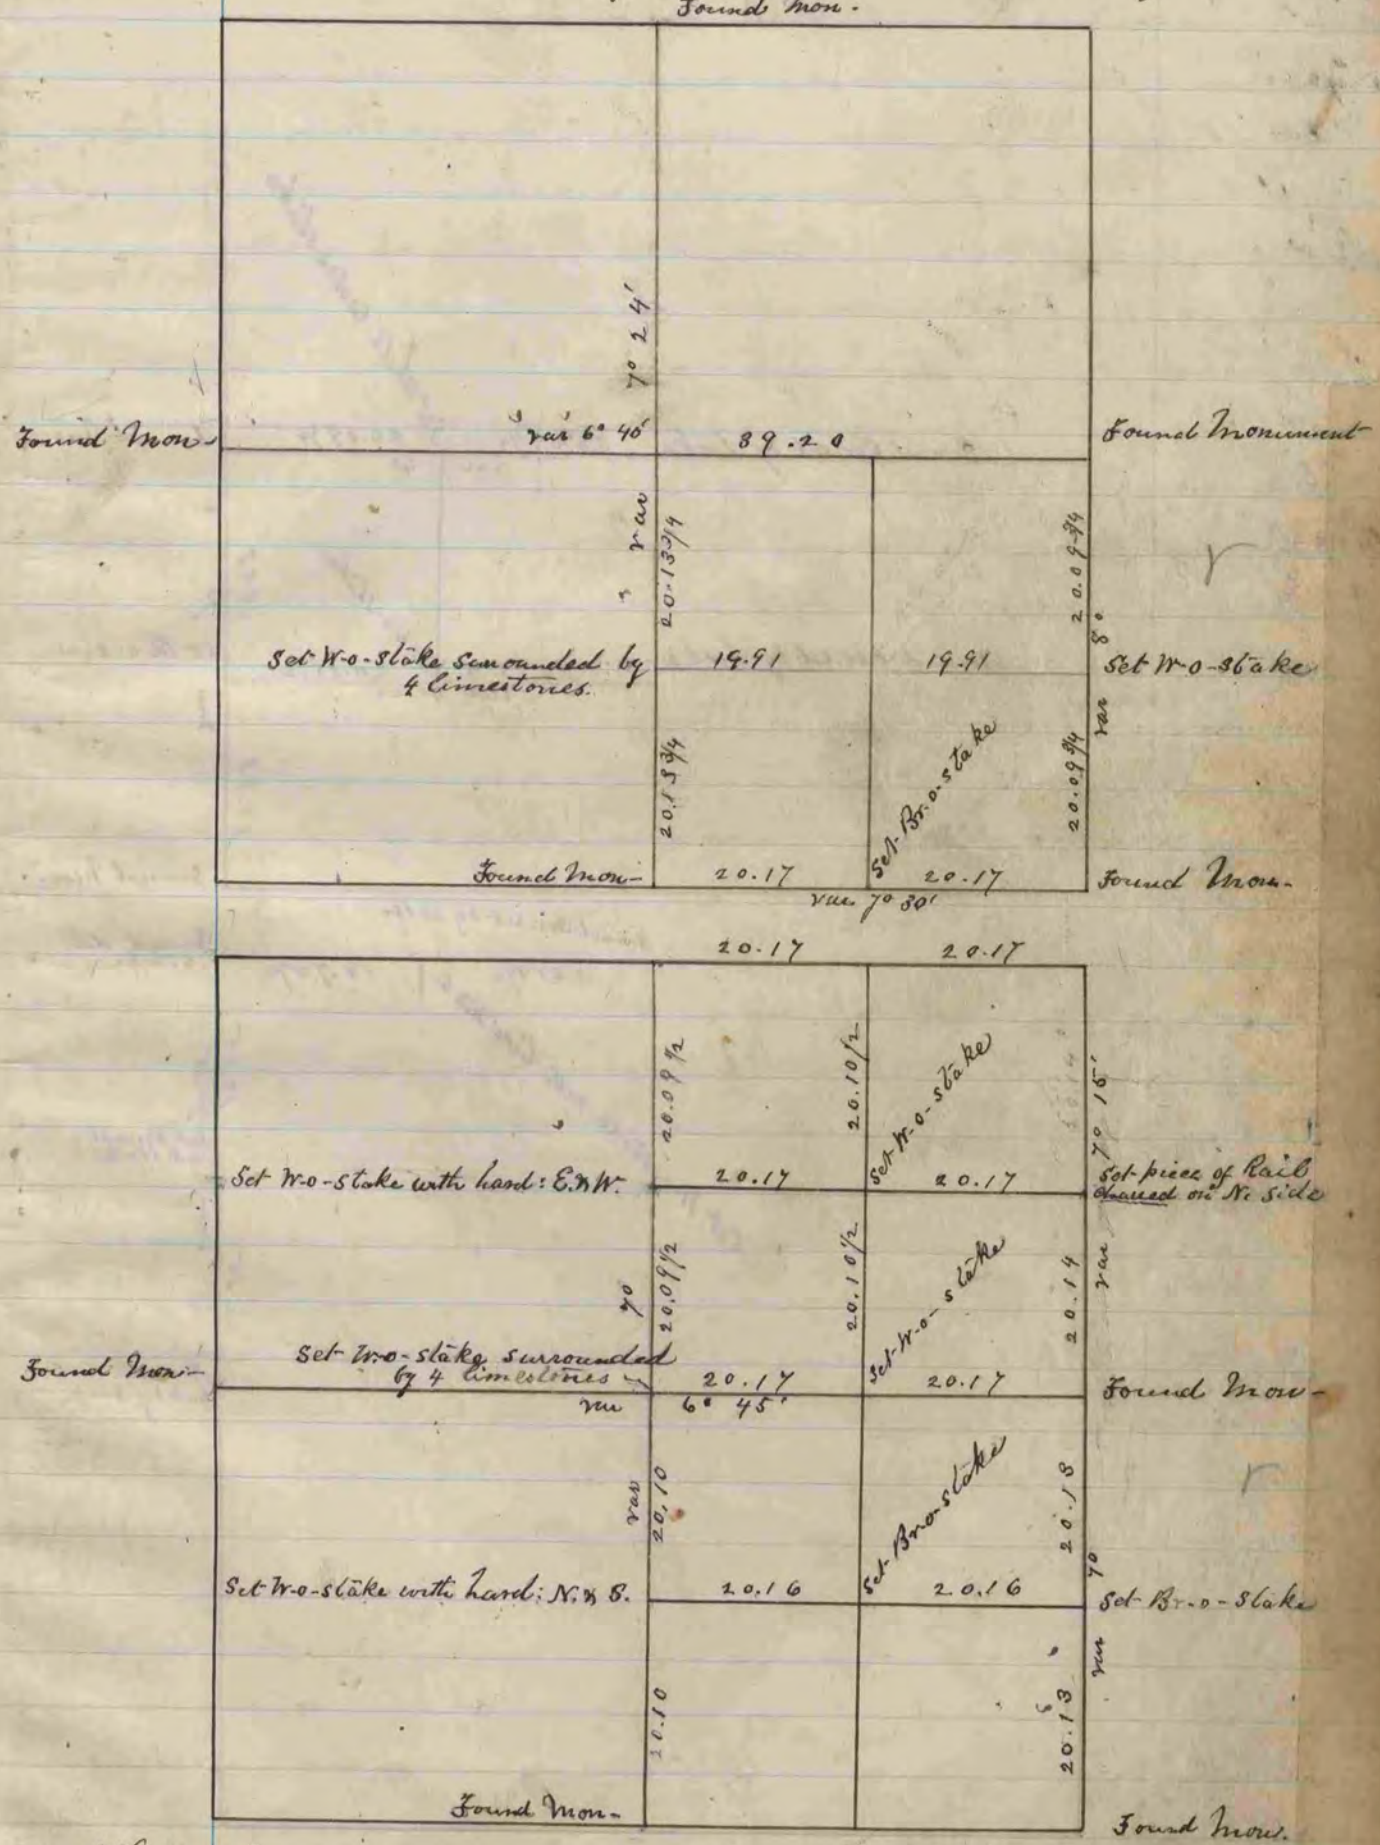 Found Mon.
7° 24'
Found Mon.
var 6° 40'
39.20
Found Monument
var
20.13 3/4
20.09 3/4
Set W-o-stake surrounded by
4 limestones.
19.91
19.91
8°
Set W-o-stake
var
20.13 3/4
Set Br.o-stake
20.09 3/4
Found Mon-
20.17
20.17
Found Mon-
var 7° 30'
20.17
20.17
20.09 1/2
20.10 1/2
Set W-o-stake
7° 15'
Set W-o-stake with hard: E. & W.
20.17
20.17
Set piece of Rail
on N. side
7°
20.09 1/2
20.10 1/2
Set W-o-stake
20.14
var
Found Mon-
Set W-o-stake surrounded
by 4 limestones
20.17
20.17
Found Mon-
var
6° 45'
var
20.10
Set Br-o-stake
20.13
Set W-o-stake with hard: N. & S.
20.16
20.16
7°
Set Br-o-stake
var
20.10
20.13
Found Mon-
Found Mon.